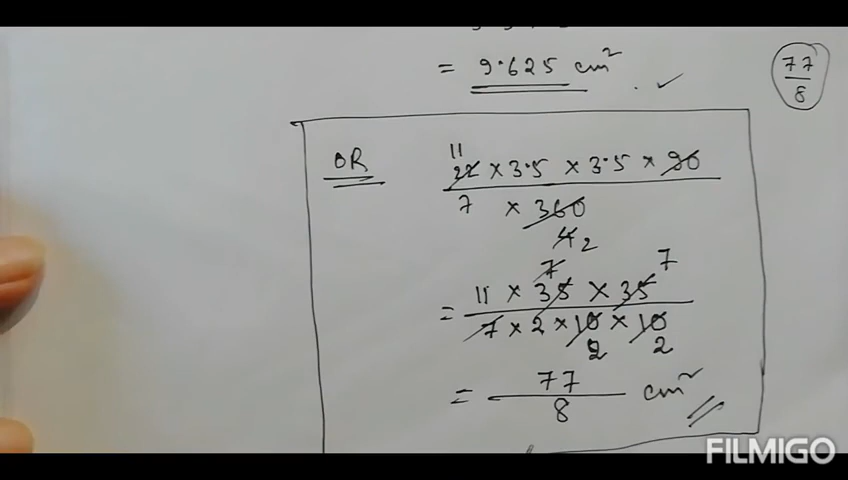 = 9.625 cm²
77
8
OR
11
22 × 3.5 × 3.5 × 90
7 × 360
4 2
7 7
11 × 35 × 35
= 7 × 2 × 10 × 10
2 2
= 77
8 cm²
FILMIGO